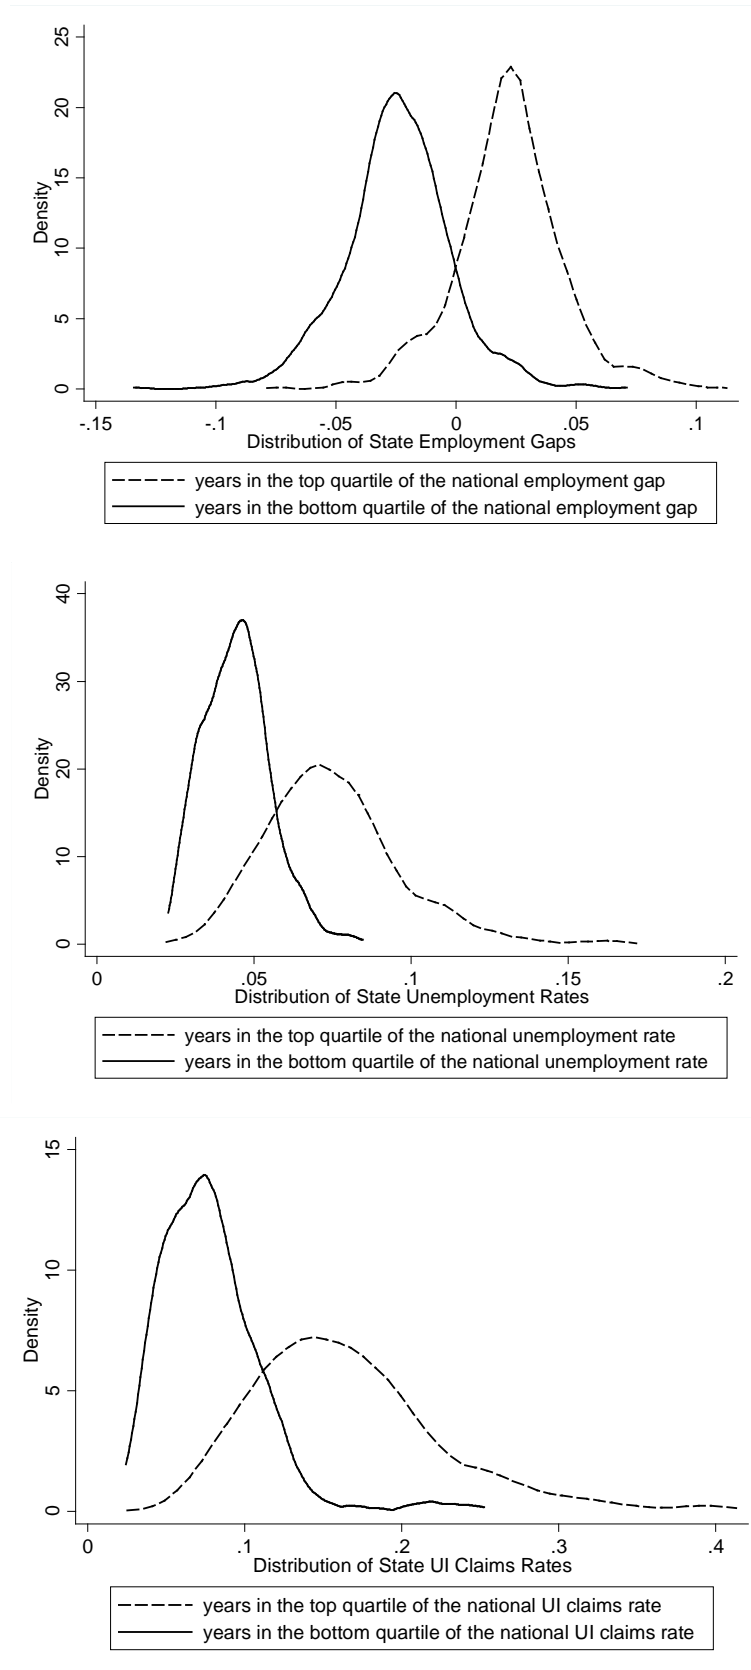 25
20
15
10
5
0
Density
-.15 -.1 -.05 0 .05 .1
Distribution of State Employment Gaps
years in the top quartile of the national employment gap
years in the bottom quartile of the national employment gap
40
30
20
10
0
Density
0 .05 .1 .15 .2
Distribution of State Unemployment Rates
years in the top quartile of the national unemployment rate
years in the bottom quartile of the national unemployment rate
15
10
5
0
Density
0 .1 .2 .3 .4
Distribution of State UI Claims Rates
years in the top quartile of the national UI claims rate
years in the bottom quartile of the national UI claims rate